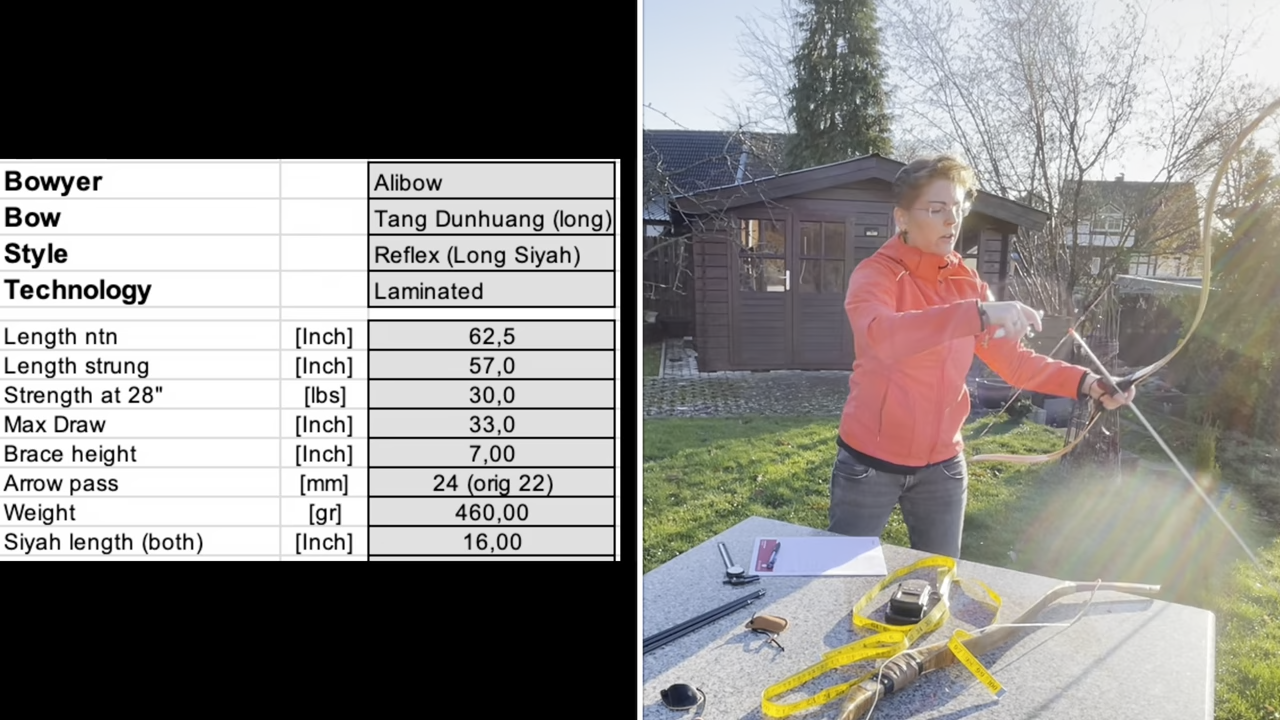 Bowyer Alibow
Bow Tang Dunhuang (long)
Style Reflex (Long Siyah)
Technology Laminated
Length ntn [Inch] 62,5
Length strung [Inch] 57,0
Strength at 28" [lbs] 30,0
Max Draw [Inch] 33,0
Brace height [Inch] 7,00
Arrow pass [mm] 24 (orig 22)
Weight [gr] 460,00
Siyah length (both) [Inch] 16,00